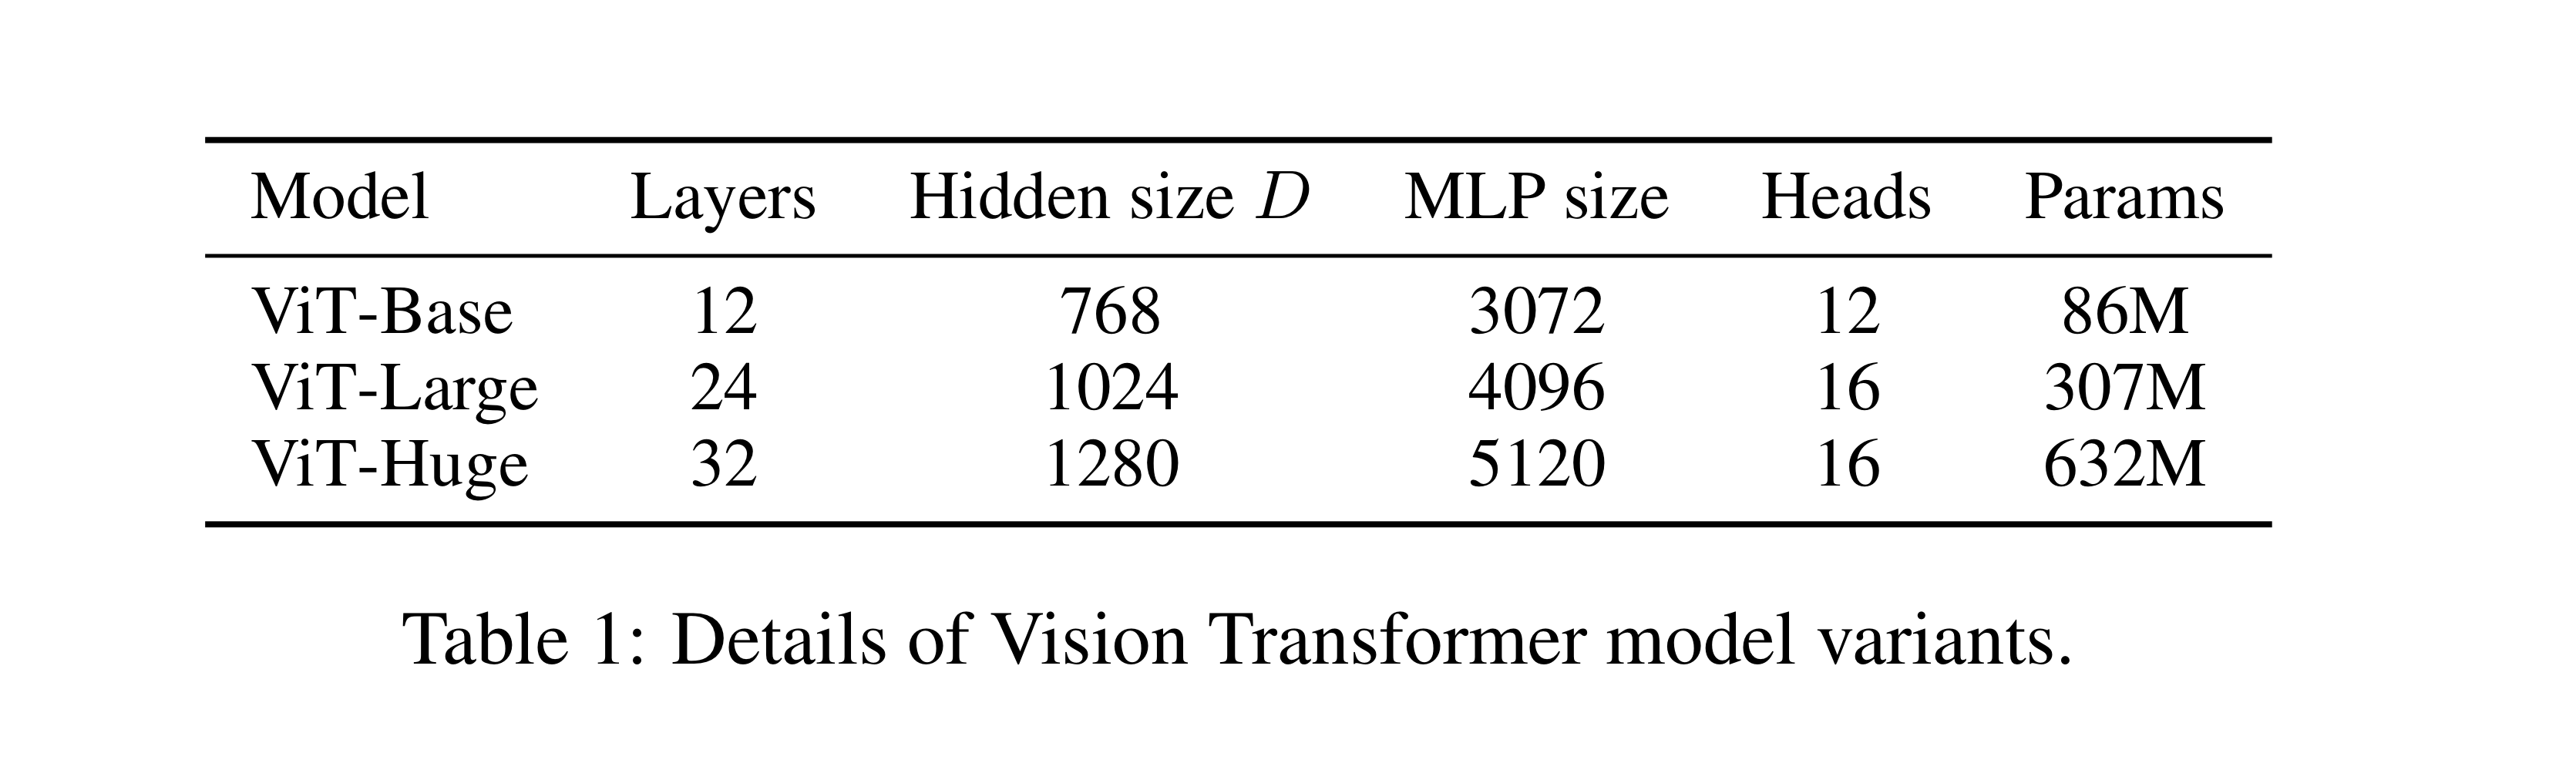 Model Layers Hidden size D MLP size Heads Params
ViT-Base 12 768 3072 12 86M
ViT-Large 24 1024 4096 16 307M
ViT-Huge 32 1280 5120 16 632M
Table 1: Details of Vision Transformer model variants.